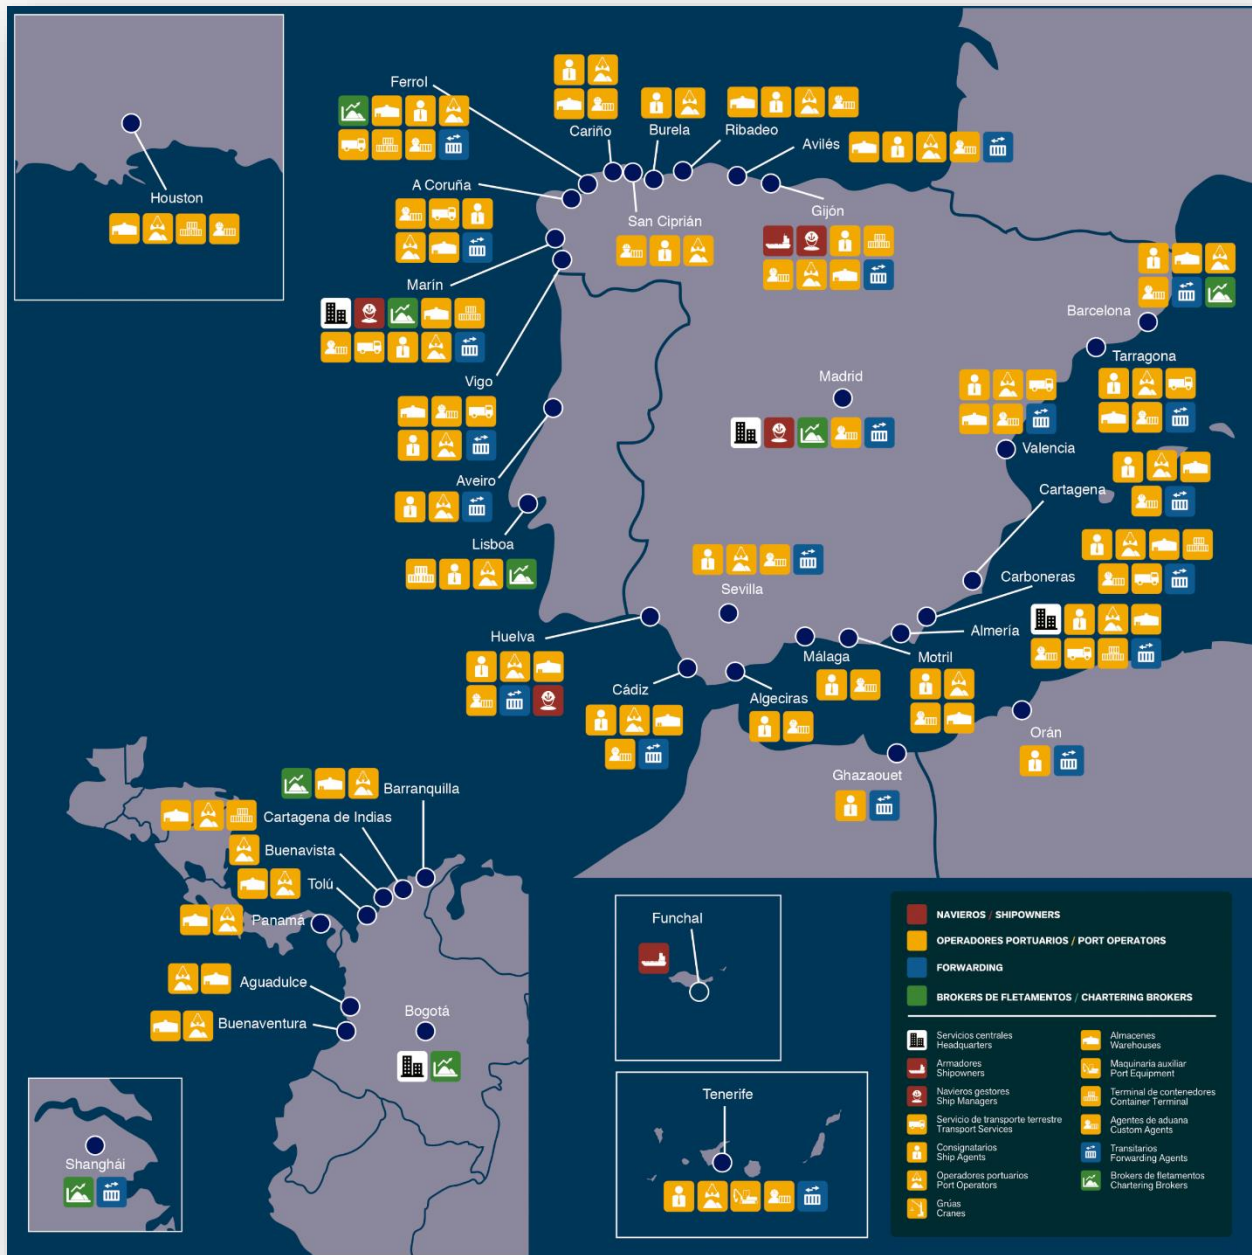 Houston
Ferrol
Cariño
Burela
Ribadeo
Avilés
A Coruña
San Ciprián
Gijón
Marín
Vigo
Aveiro
Lisboa
Madrid
Barcelona
Tarragona
Valencia
Cartagena
Carboneras
Almería
Sevilla
Huelva
Cádiz
Algeciras
Málaga
Motril
Orán
Ghazaouet
Barranquilla
Cartagena de Indias
Buenavista
Tolú
Panamá
Aguadulce
Buenaventura
Bogotá
Shanghái
Funchal
Tenerife
NAVIEROS / SHIPOWNERS
OPERADORES PORTUARIOS / PORT OPERATORS
FORWARDING
BROKERS DE FLETAMENTOS / CHARTERING BROKERS
Servicios centrales
Headquarters
Armadores
Shipowners
Navieros gestores
Ship Managers
Servicio de transporte terrestre
Transport Services
Consignatarios
Ship Agents
Operadores portuarios
Port Operators
Grúas
Cranes
Almacenes
Warehouses
Maquinaria auxiliar
Port Equipment
Terminal de contenedores
Container Terminal
Agentes de aduana
Custom Agents
Transitarios
Forwarding Agents
Brokers de fletamentos
Chartering Brokers